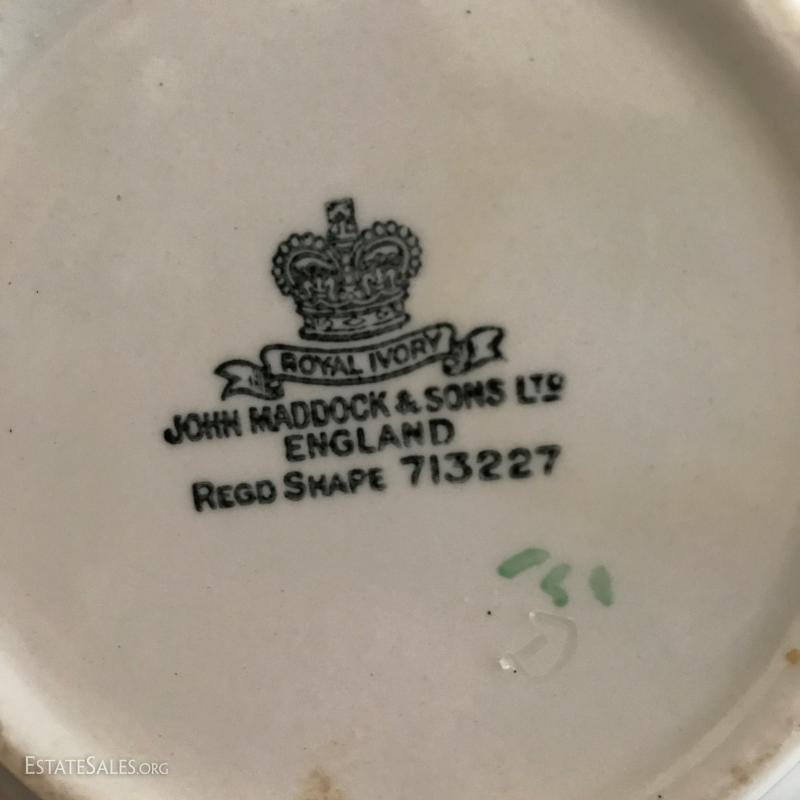 ROYAL IVORY
JOHN MADDOCK & SONS LTD
ENGLAND
REGD SHAPE 713227
ESTATESALES.ORG